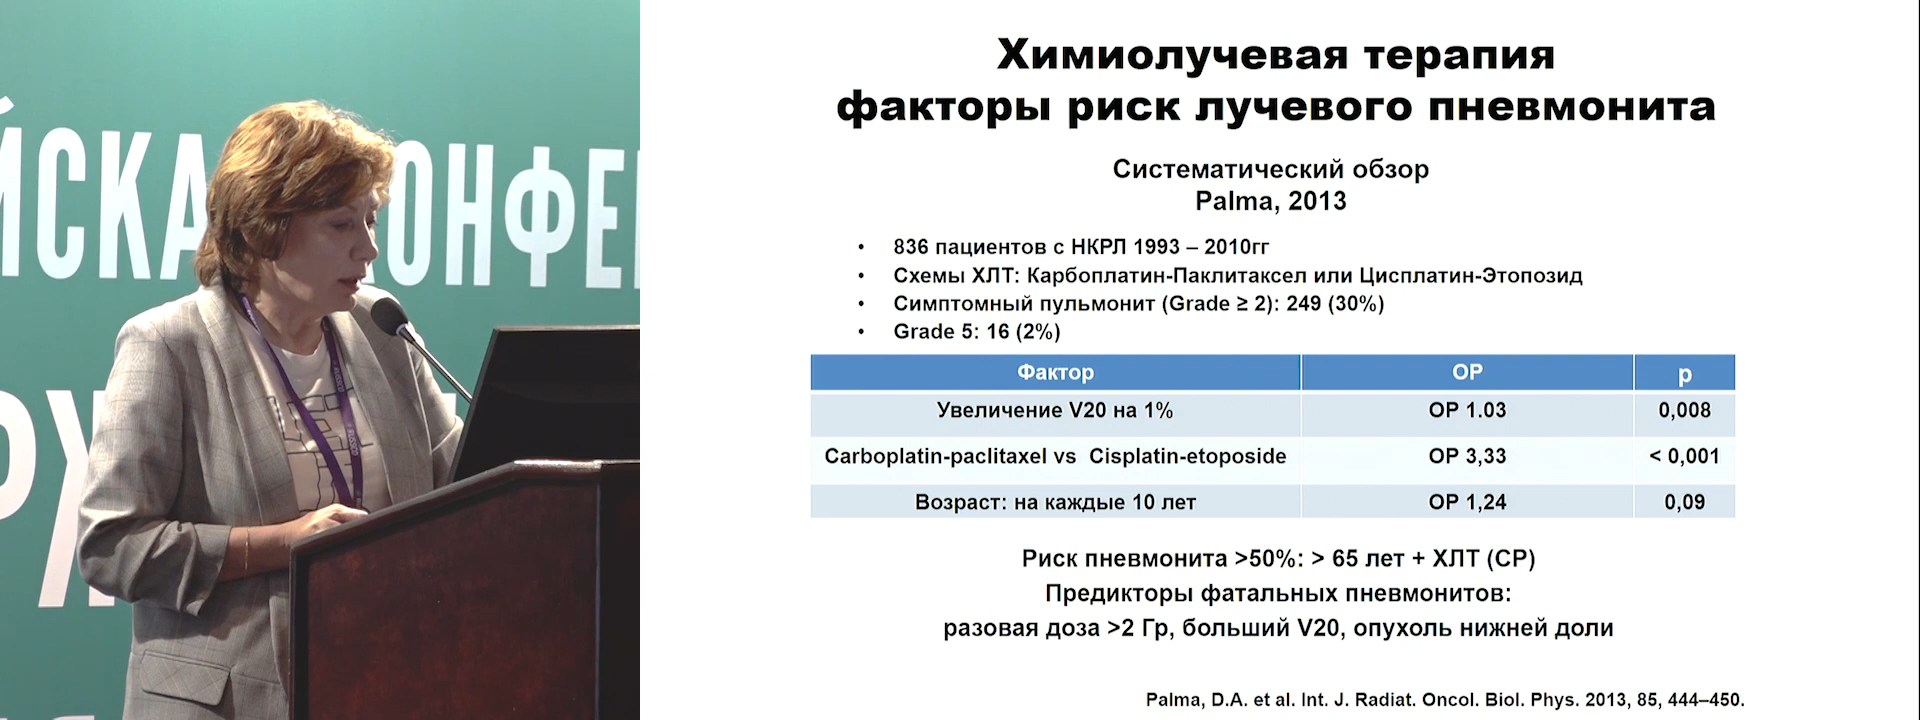 ЙСКА ОНФЕ
РУЖ
Химиолучевая терапия
факторы риск лучевого пневмонита
Систематический обзор
Palma, 2013
• 836 пациентов с НКРЛ 1993 – 2010гг
• Схемы ХЛТ: Карбоплатин-Паклитаксел или Цисплатин-Этопозид
• Симптомный пульмонит (Grade ≥ 2): 249 (30%)
• Grade 5: 16 (2%)
Фактор ОР p
Увеличение V20 на 1% ОР 1.03 0,008
Carboplatin-paclitaxel vs Cisplatin-etoposide ОР 3,33 < 0,001
Возраст: на каждые 10 лет ОР 1,24 0,09
Риск пневмонита >50%: > 65 лет + ХЛТ (СР)
Предикторы фатальных пневмонитов:
разовая доза >2 Гр, больший V20, опухоль нижней доли
Palma, D.A. et al. Int. J. Radiat. Oncol. Biol. Phys. 2013, 85, 444–450.